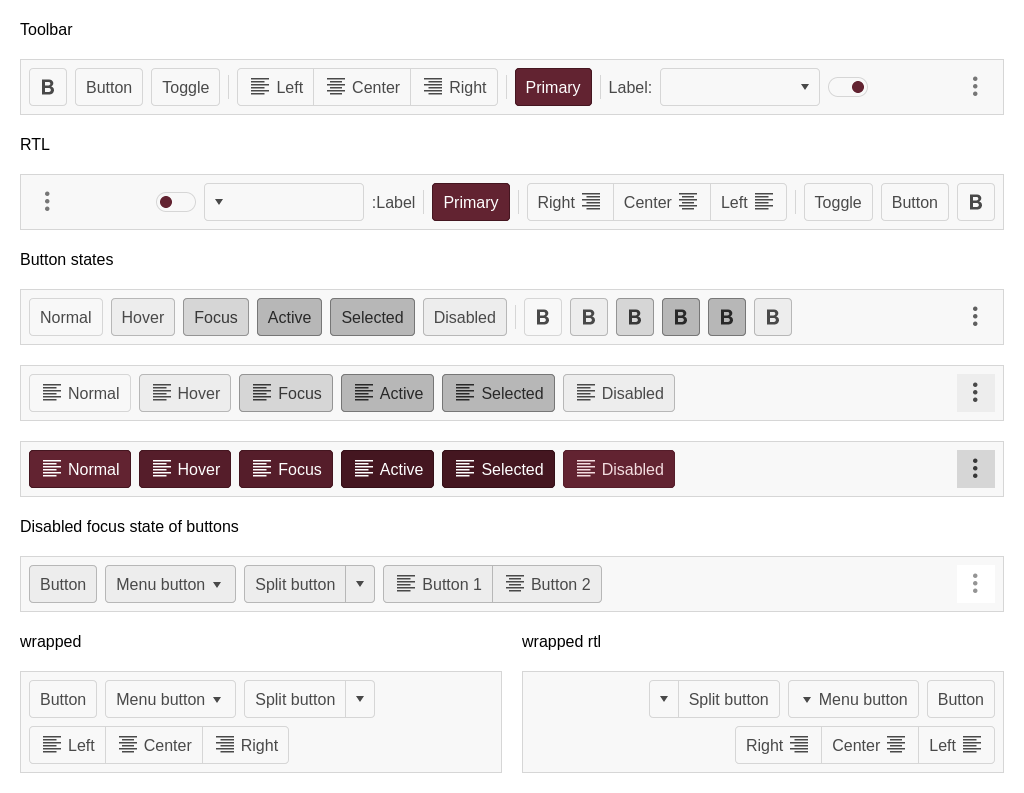 Toolbar
B Button Toggle Left Center Right Primary Label:
RTL
:Label Primary Right Center Left Toggle Button B
Button states
Normal Hover Focus Active Selected Disabled B B B B B B
Normal Hover Focus Active Selected Disabled
Normal Hover Focus Active Selected Disabled
Disabled focus state of buttons
Button Menu button Split button Button 1 Button 2
wrapped
Button Menu button Split button
Left Center Right
wrapped rtl
Split button Menu button Button
Right Center Left